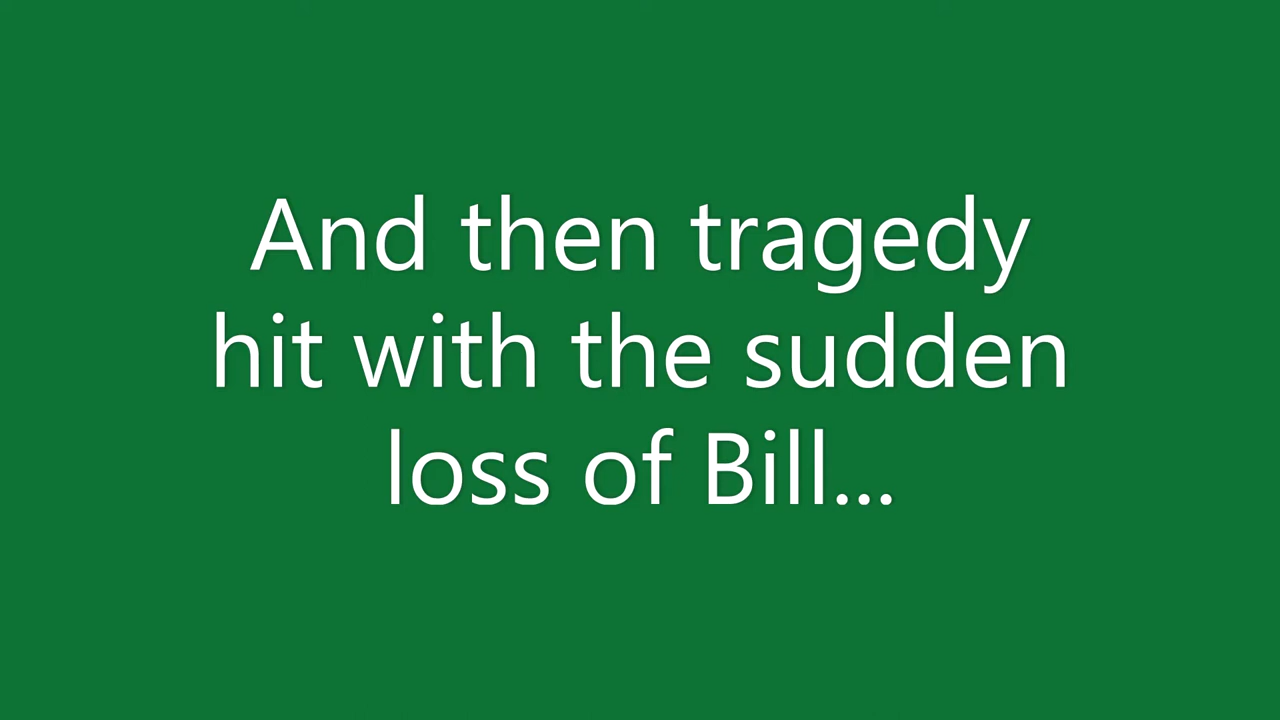 And then tragedy
hit with the sudden
loss of Bill...